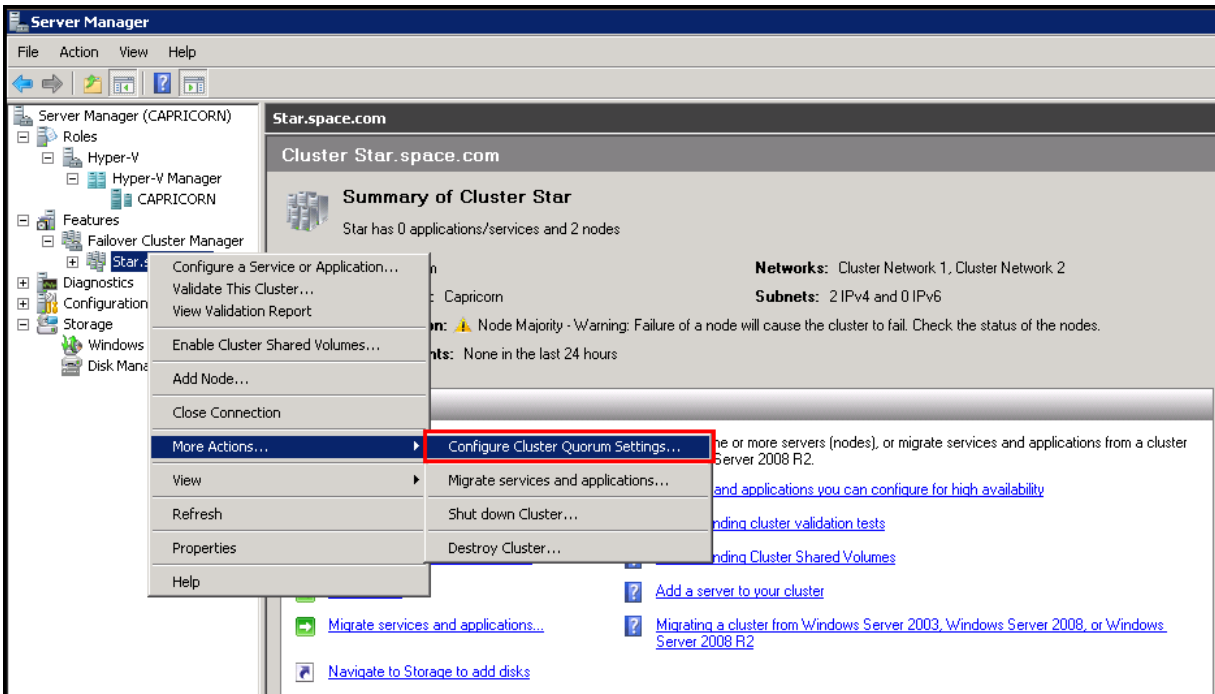 Server Manager
File Action View Help
Server Manager (CAPRICORN)
Roles
Hyper-V
Hyper-V Manager
CAPRICORN
Features
Failover Cluster Manager
Star.s
Diagnostics
Configuration
Storage
Windows
Disk Mana
Star.space.com
Cluster Star.space.com
Summary of Cluster Star
Star has 0 applications/services and 2 nodes
Networks: Cluster Network 1, Cluster Network 2
Capricorn
Subnets: 2 IPv4 and 0 IPv6
on: Node Majority - Warning: Failure of a node will cause the cluster to fail. Check the status of the nodes.
nts: None in the last 24 hours
Configure a Service or Application...
Validate This Cluster...
View Validation Report
Enable Cluster Shared Volumes...
Add Node...
Close Connection
More Actions...
View
Refresh
Properties
Help
Configure Cluster Quorum Settings...
Migrate services and applications...
Shut down Cluster...
Destroy Cluster...
ne or more servers (nodes), or migrate services and applications from a cluster
Server 2008 R2.
and applications you can configure for high availability
nding cluster validation tests
nding Cluster Shared Volumes
Add a server to your cluster
Migrate services and applications...
Migrating a cluster from Windows Server 2003, Windows Server 2008, or Windows
Server 2008 R2
Navigate to Storage to add disks